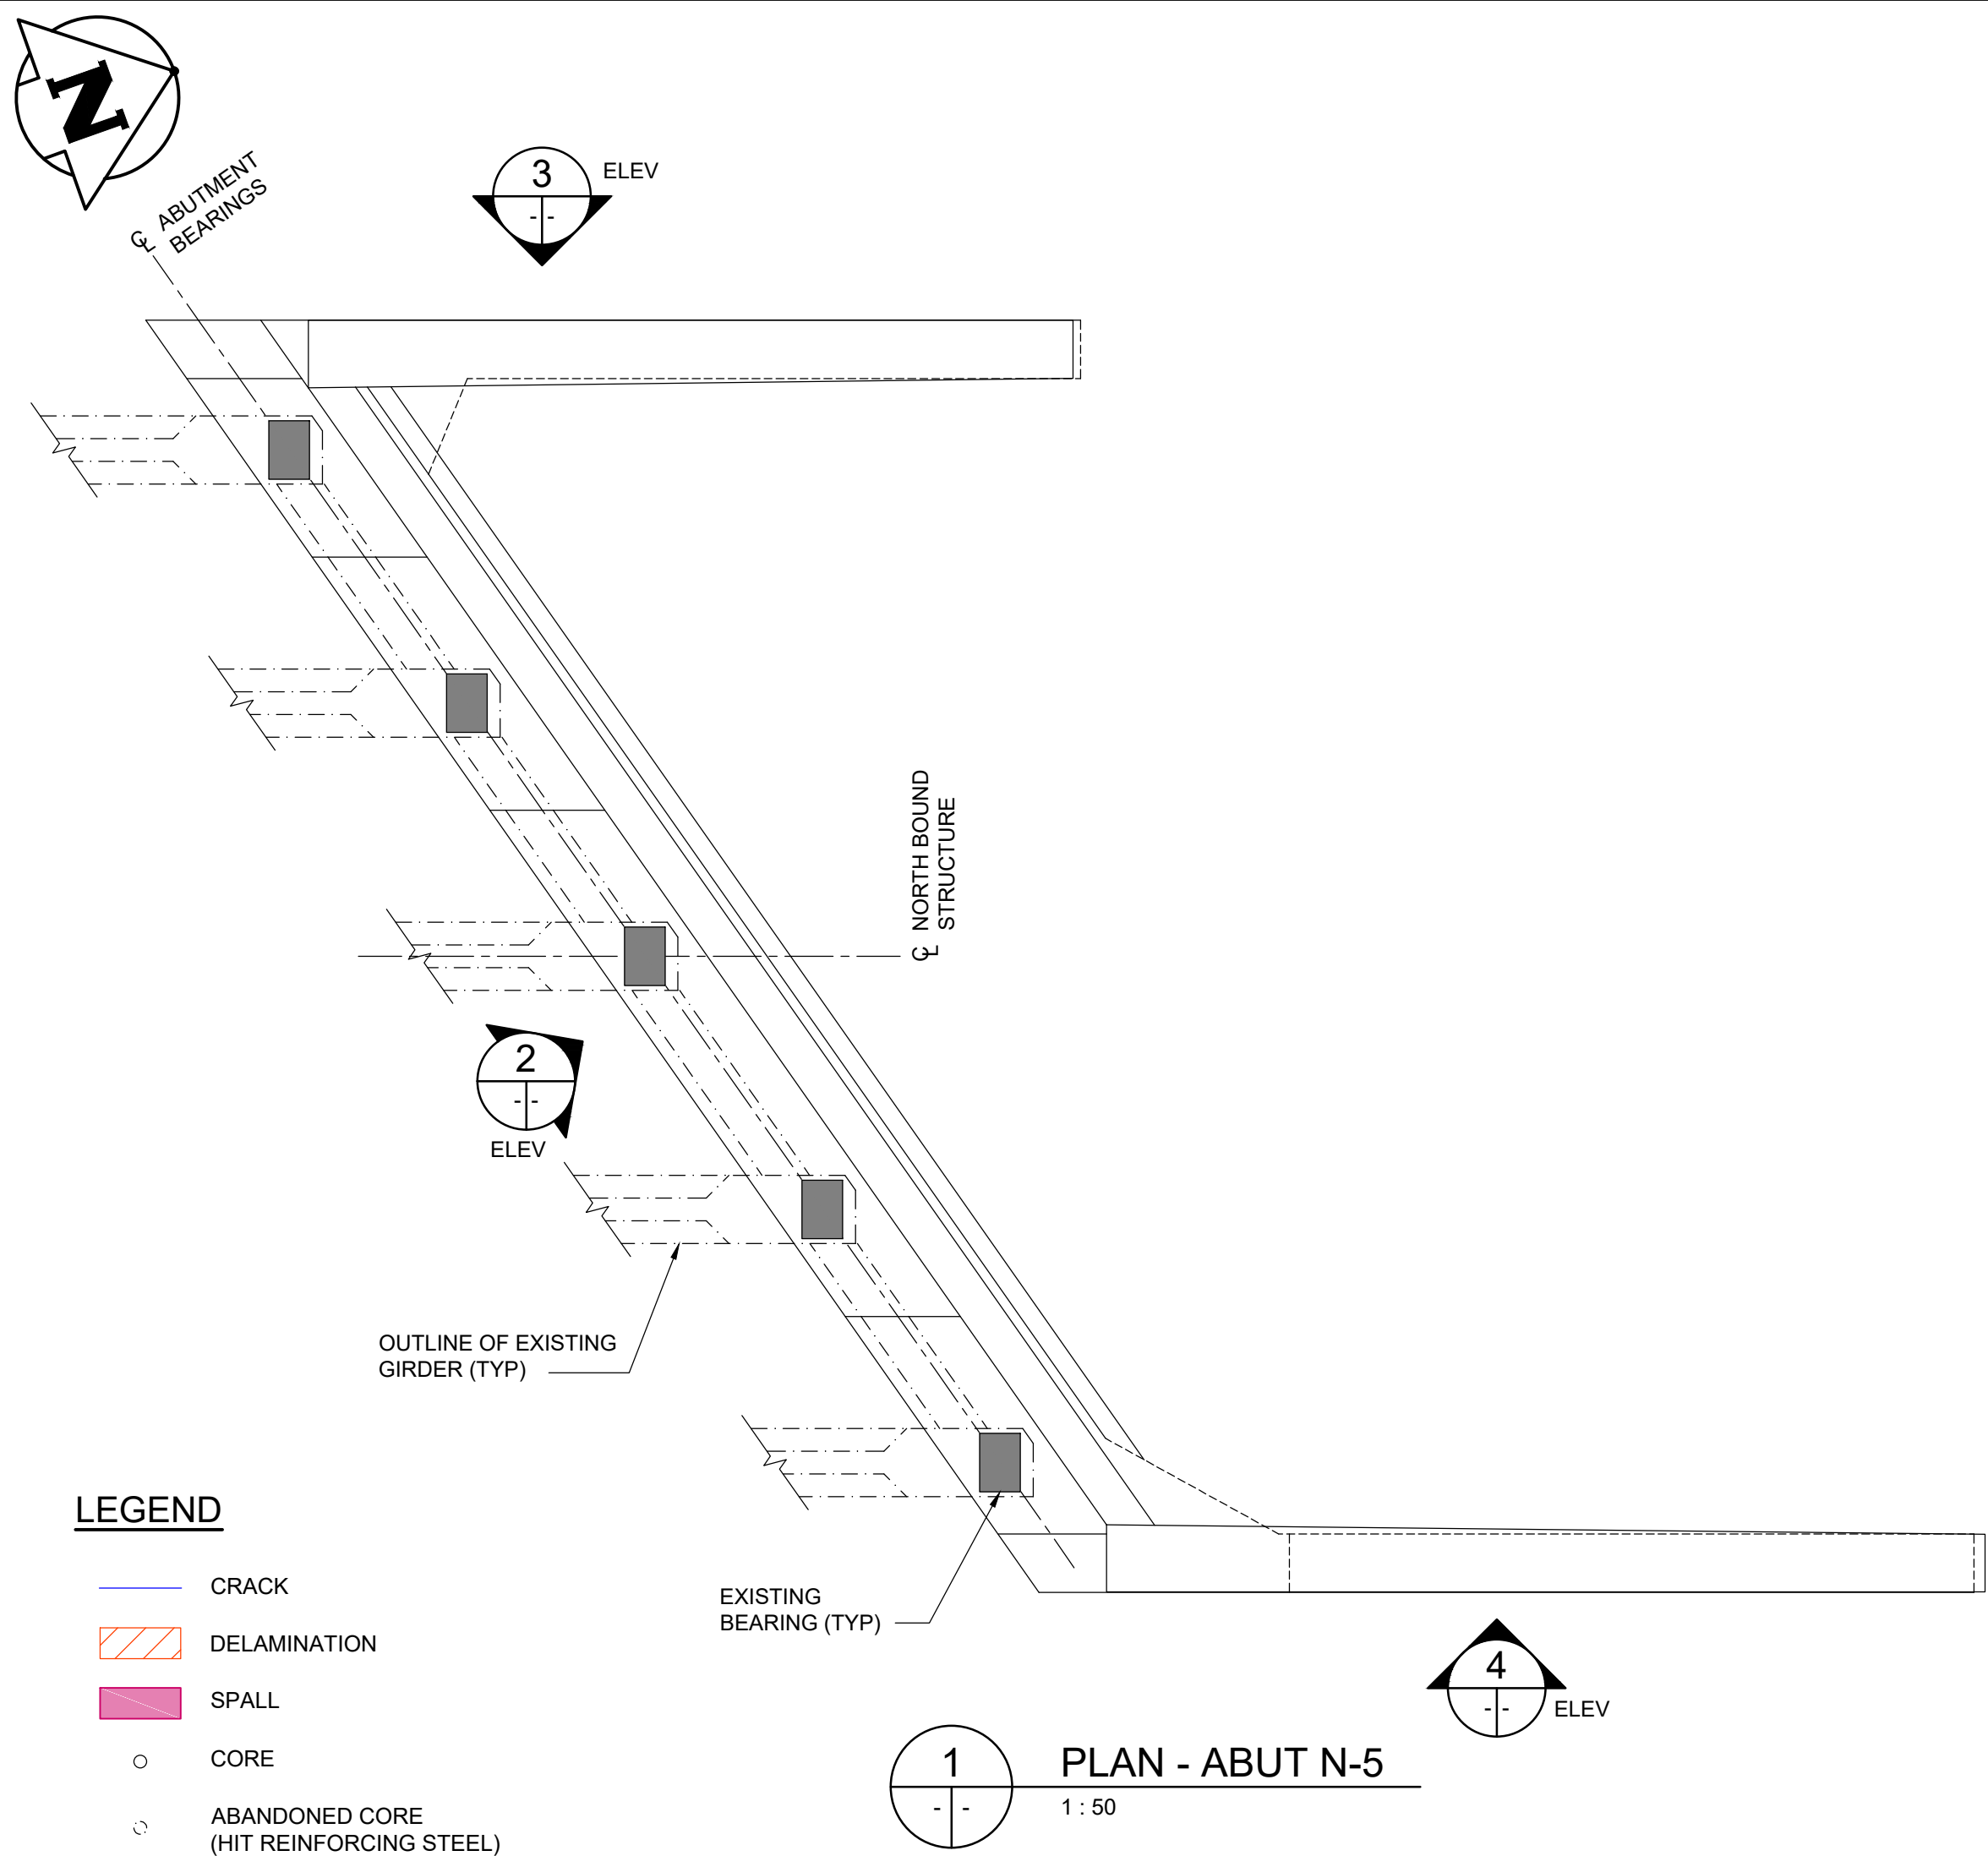 N
℄ ABUTMENT
BEARINGS
3
- -
ELEV
℄ NORTH BOUND
STRUCTURE
2
- -
ELEV
OUTLINE OF EXISTING
GIRDER (TYP)
EXISTING
BEARING (TYP)
LEGEND
CRACK
DELAMINATION
SPALL
CORE
ABANDONED CORE
(HIT REINFORCING STEEL)
4
- -
ELEV
1
- -
PLAN - ABUT N-5
1 : 50